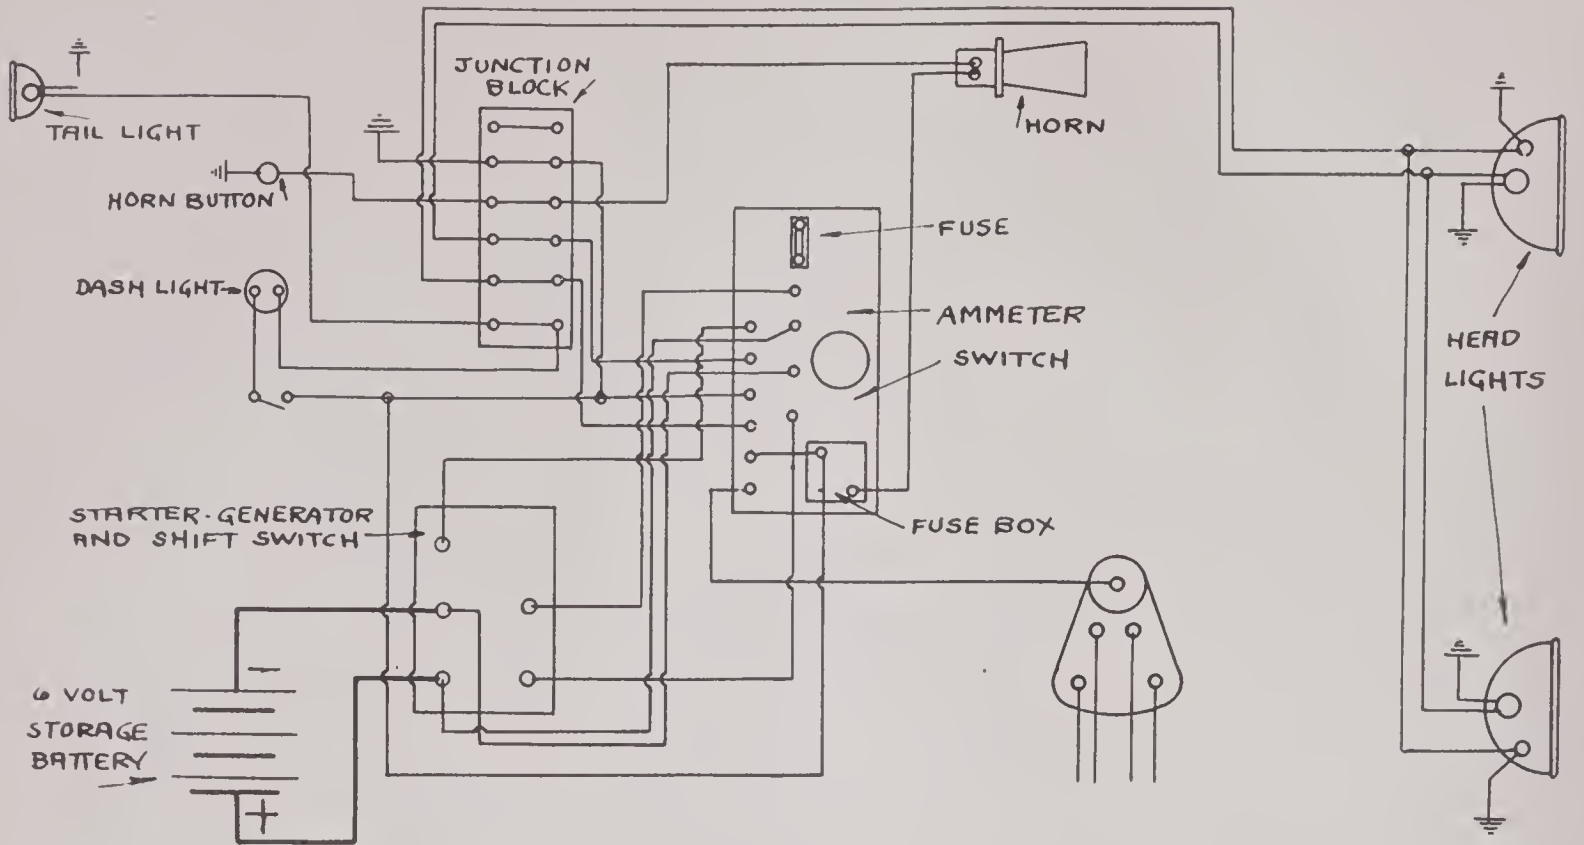 JUNCTION
BLOCK
TAIL LIGHT
HORN
HORN BUTTON
FUSE
DASH LIGHT
AMMETER
SWITCH
HEAD
LIGHTS
STARTER-GENERATOR
AND SHIFT SWITCH
FUSE BOX
6 VOLT
STORAGE
BATTERY